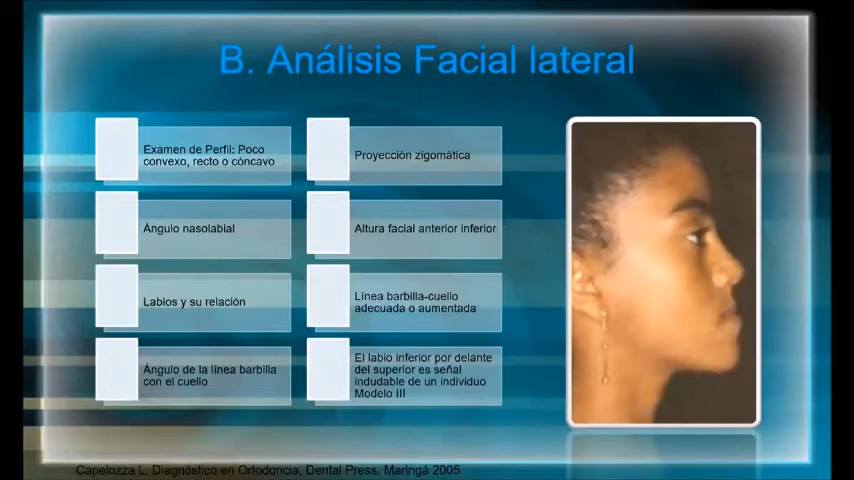 B. Análisis Facial lateral
Examen de Perfil: Poco
convexo, recto o cóncavo
Proyección zigomática
Ángulo nasolabial
Altura facial anterior inferior
Labios y su relación
Línea barbilla-cuello
adecuada o aumentada
Ángulo de la línea barbilla
con el cuello
El labio inferior por delante
del superior es señal
indudable de un individuo
Modelo III
Capelozza L. Diagnóstico en Ortodoncia, Dental Press, Maringá 2005